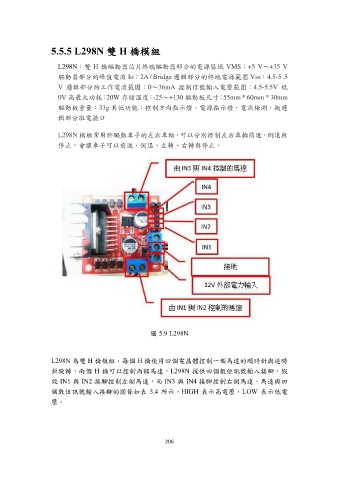 5.5.5 L298N 雙 H 橋模組
L298N：雙 H 橋驅動器芯片終端驅動器部分的電源區域 VMS：+5 V～+35 V
驅動器部分的峰值電流 Io：2A / Bridge 邏輯部分的終端電源範圍 Vss：4.5-5.5
V 邏輯部分的工作電流範圍：0～36mA 控制信號輸入電壓範圍：4.5-5.5V 低
0V 高最大功耗：20W 存儲溫度：-25～+130 驅動板尺寸：55mm * 60mm * 30mm
驅動板重量：33g 其他功能：控制方向指示燈，電源指示燈，電流檢測，板邏
輯部分取電接口
L298N 模組常用於驅動車子的左右車輪，可以分別控制左右車輪前進、倒退與
停止，會讓車子可以前進、倒退、左轉、右轉與停止。
由 IN3 與 IN4 控制的馬達
IN4
IN3
IN2
IN1
接地
12V 外部電力輸入
由 IN1 與 IN2 控制的馬達
圖 5.9 L298N
L298N 為雙 H 橋模組，每個 H 橋使用四個電晶體控制一個馬達的順時針與逆時
針旋轉，兩個 H 橋可以控制兩個馬達，L298N 提供四個數位訊號輸入接腳，假
設 IN1 與 IN2 接腳控制左側馬達，而 IN3 與 IN4 接腳控制右側馬達，馬達與四
個數位訊號輸入接腳的關係如表 5.4 所示，HIGH 表示高電壓，LOW 表示低電
壓。
206